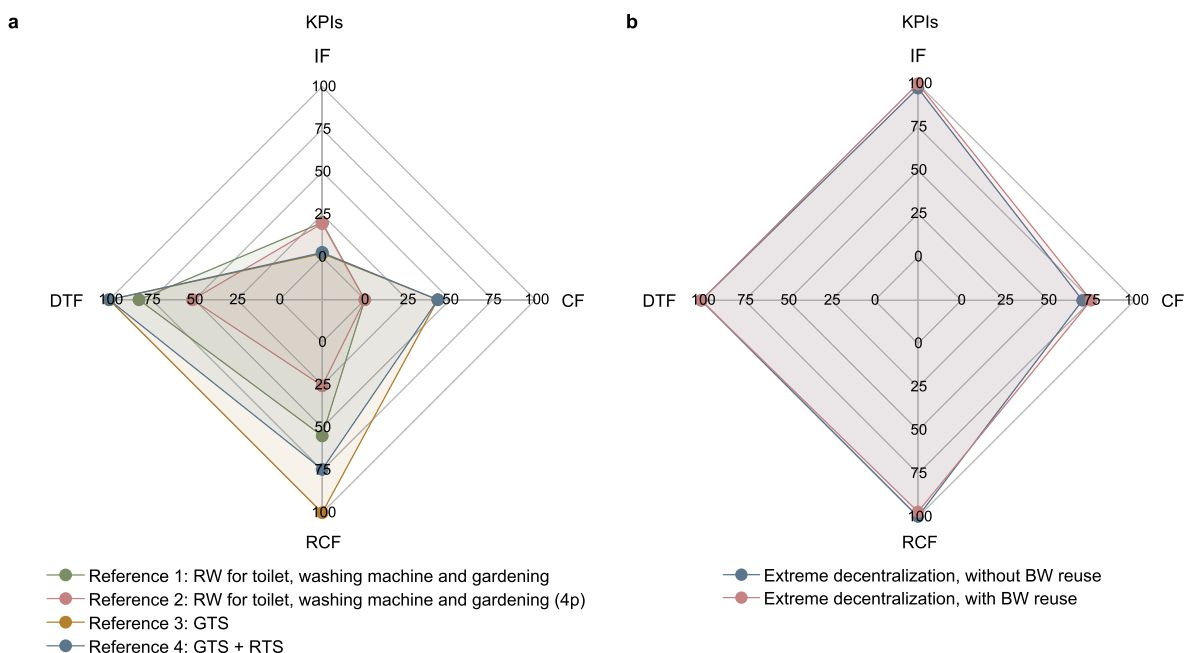 a
KPIs
IF
100
75
50
25
0
DTF
100 75 50 25 0
0 25 50 75 100
CF
0
25
50
75
100
RCF
Reference 1: RW for toilet, washing machine and gardening
Reference 2: RW for toilet, washing machine and gardening (4p)
Reference 3: GTS
Reference 4: GTS + RTS
b
KPIs
IF
100
75
50
25
0
DTF
100 75 50 25 0
0 25 50 75 100
CF
0
25
50
75
100
RCF
Extreme decentralization, without BW reuse
Extreme decentralization, with BW reuse